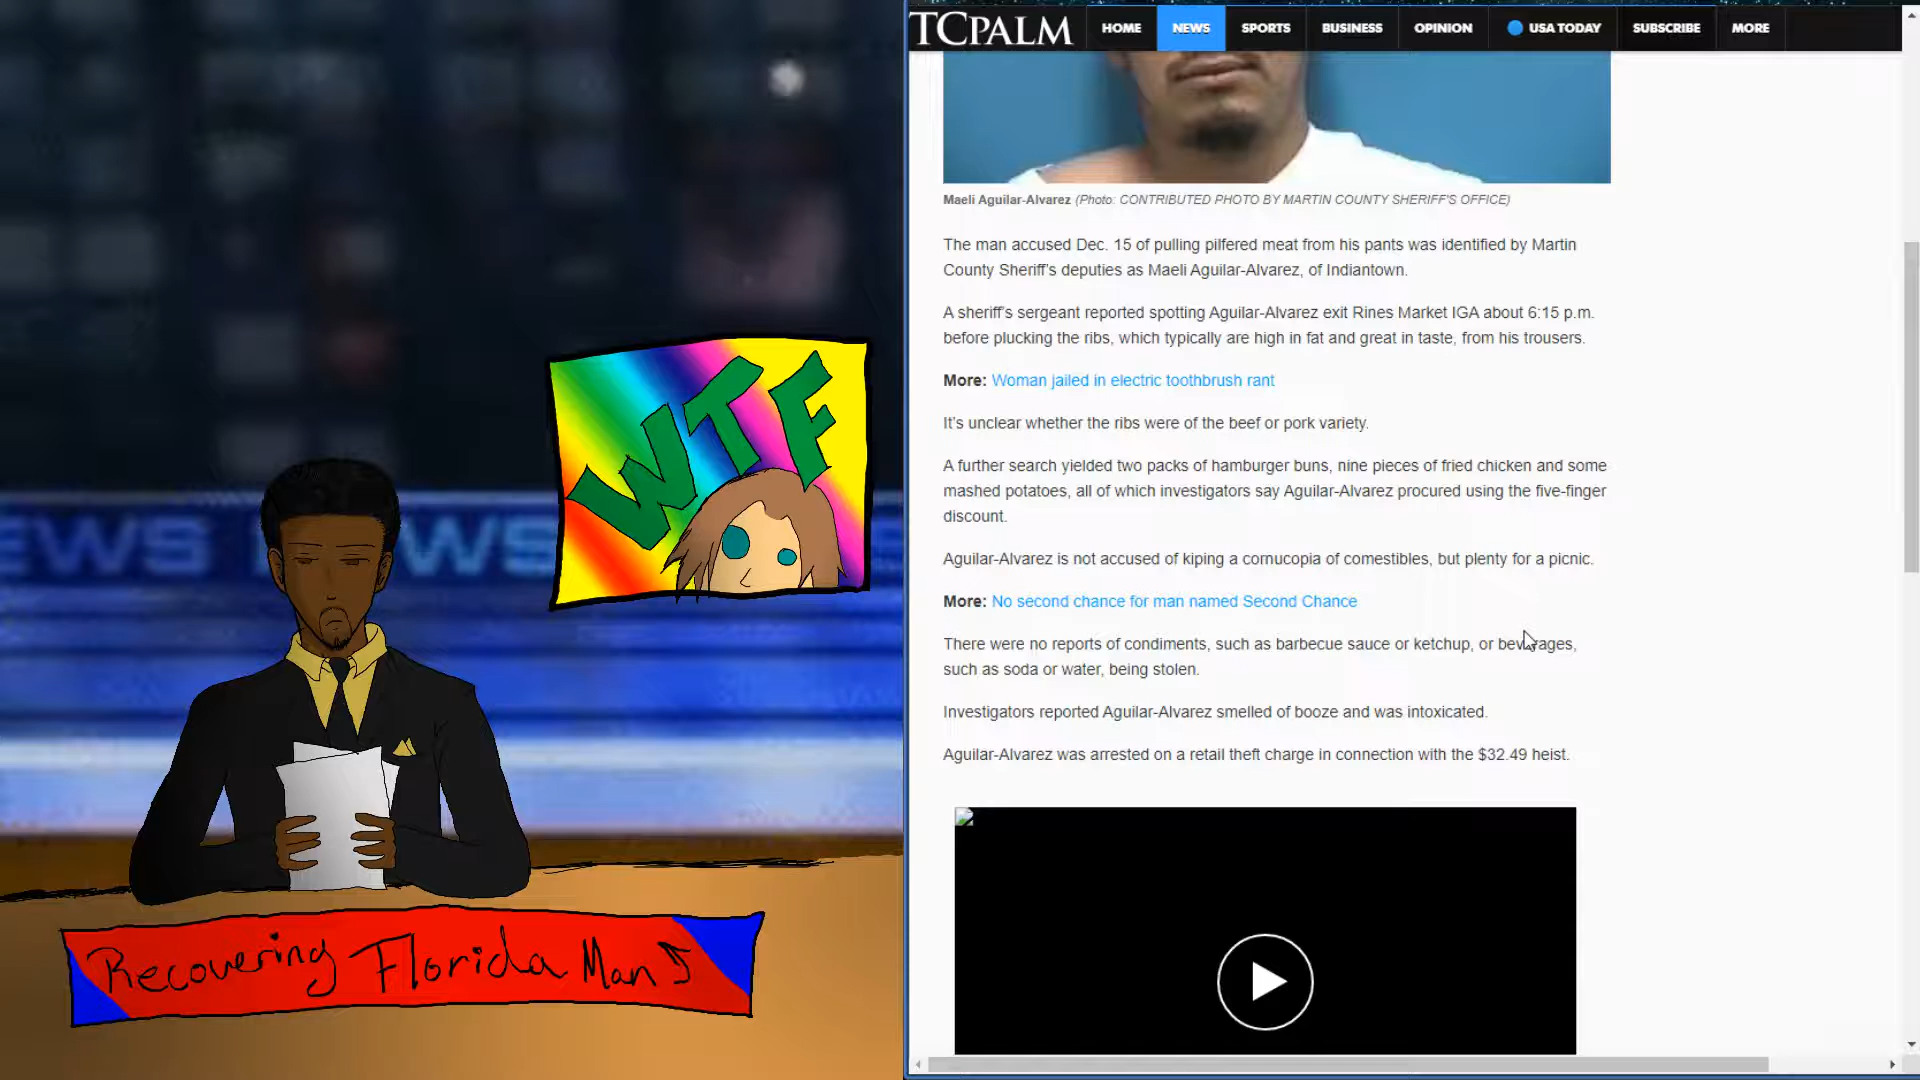 TCPALM HOME NEWS SPORTS BUSINESS OPINION USA TODAY SUBSCRIBE MORE
Maeli Aguilar-Alvarez (Photo: CONTRIBUTED PHOTO BY MARTIN COUNTY SHERIFF'S OFFICE)
The man accused Dec. 15 of pulling pilfered meat from his pants was identified by Martin
County Sheriff's deputies as Maeli Aguilar-Alvarez, of Indiantown.
A sheriff's sergeant reported spotting Aguilar-Alvarez exit Rines Market IGA about 6:15 p.m.
before plucking the ribs, which typically are high in fat and great in taste, from his trousers.
More: Woman jailed in electric toothbrush rant
It's unclear whether the ribs were of the beef or pork variety.
A further search yielded two packs of hamburger buns, nine pieces of fried chicken and some
mashed potatoes, all of which investigators say Aguilar-Alvarez procured using the five-finger
discount.
Aguilar-Alvarez is not accused of kiping a cornucopia of comestibles, but plenty for a picnic.
More: No second chance for man named Second Chance
There were no reports of condiments, such as barbecue sauce or ketchup, or beverages,
such as soda or water, being stolen.
Investigators reported Aguilar-Alvarez smelled of booze and was intoxicated.
Aguilar-Alvarez was arrested on a retail theft charge in connection with the $32.49 heist.
WTF
EWS NEWS
Recovering Florida Man